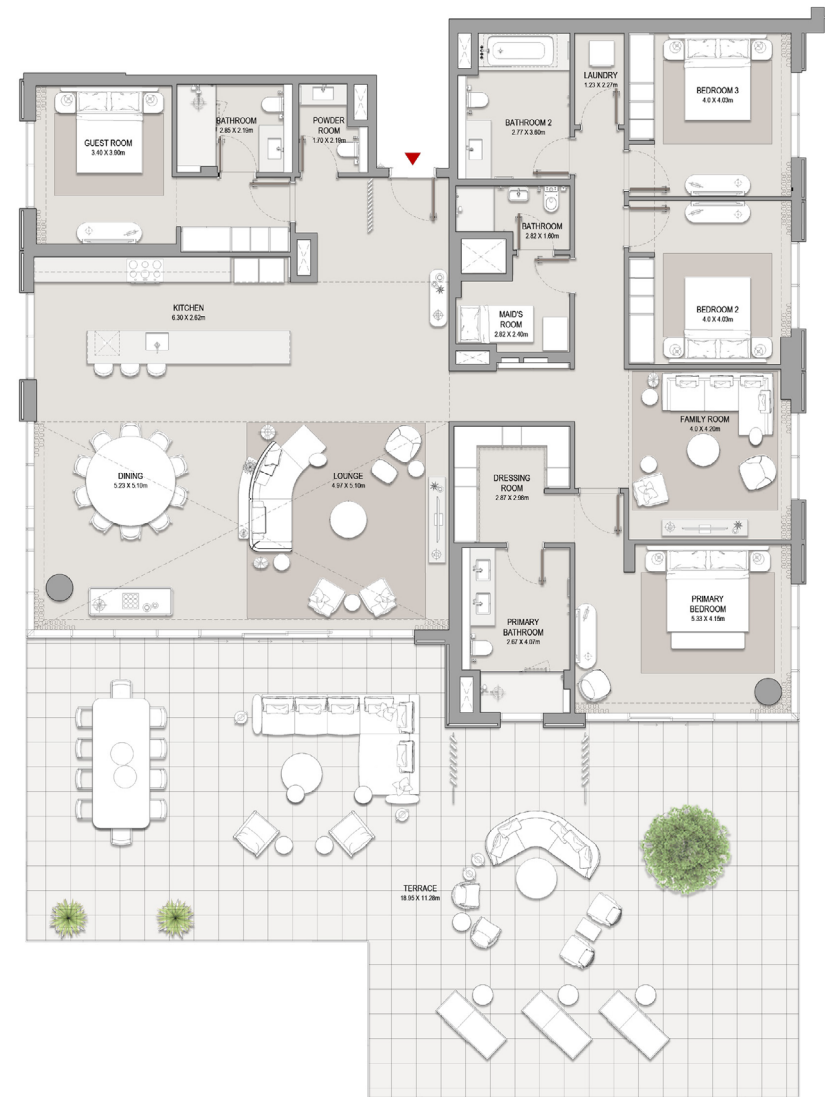 LAUNDRY
1.23 X 2.27m
BEDROOM 3
4.0 X 4.03m
GUEST ROOM
3.40 X 3.90m
BATHROOM
2.85 X 2.19m
POWDER
ROOM
1.70 X 2.19m
BATHROOM 2
2.77 X 3.60m
BATHROOM
2.82 X 1.60m
KITCHEN
6.30 X 2.62m
MAID'S
ROOM
2.82 X 2.40m
BEDROOM 2
4.0 X 4.03m
FAMILY ROOM
4.0 X 4.20m
DINING
5.23 X 5.10m
LOUNGE
4.97 X 5.10m
DRESSING
ROOM
2.87 X 2.98m
PRIMARY
BEDROOM
5.33 X 4.15m
PRIMARY
BATHROOM
2.67 X 4.07m
TERRACE
18.95 X 11.28m